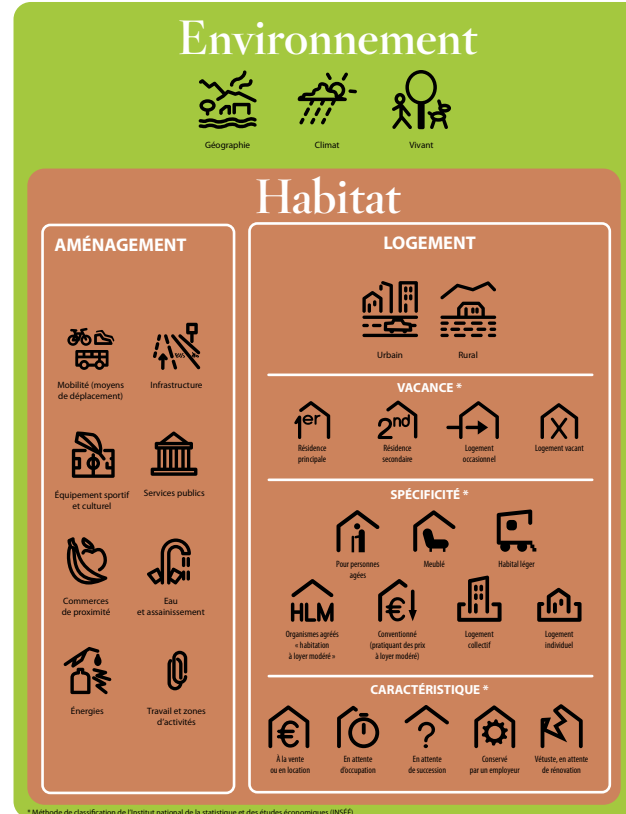 Environnement
Géographie
Climat
Vivant
Habitat
AMÉNAGEMENT
Mobilité (moyens
de déplacement)
Infrastructure
Équipement sportif
et culturel
Services publics
Commerces
de proximité
Eau
et assainissement
Énergies
Travail et zones
d'activités
LOGEMENT
Urbain
Rural
VACANCE *
1er
2nd
X
Résidence
principale
Résidence
secondaire
Logement
occasionnel
Logement vacant
SPÉCIFICITÉ *
Pour personnes
agées
Meublé
Habital léger
HLM
€
Organismes agréés
« habitation
à loyer modéré »
Conventionné
(pratiquant des prix
à loyer modéré)
Logement
collectif
Logement
individuel
CARACTÉRISTIQUE *
€
?
À la vente
ou en location
En attente
d'occupation
En attente
de succession
Conservé
par un employeur
Vétuste, en attente
de rénovation
* Méthode de classification de l'Institut national de la statistique et des études économiques (INSÉÉ)